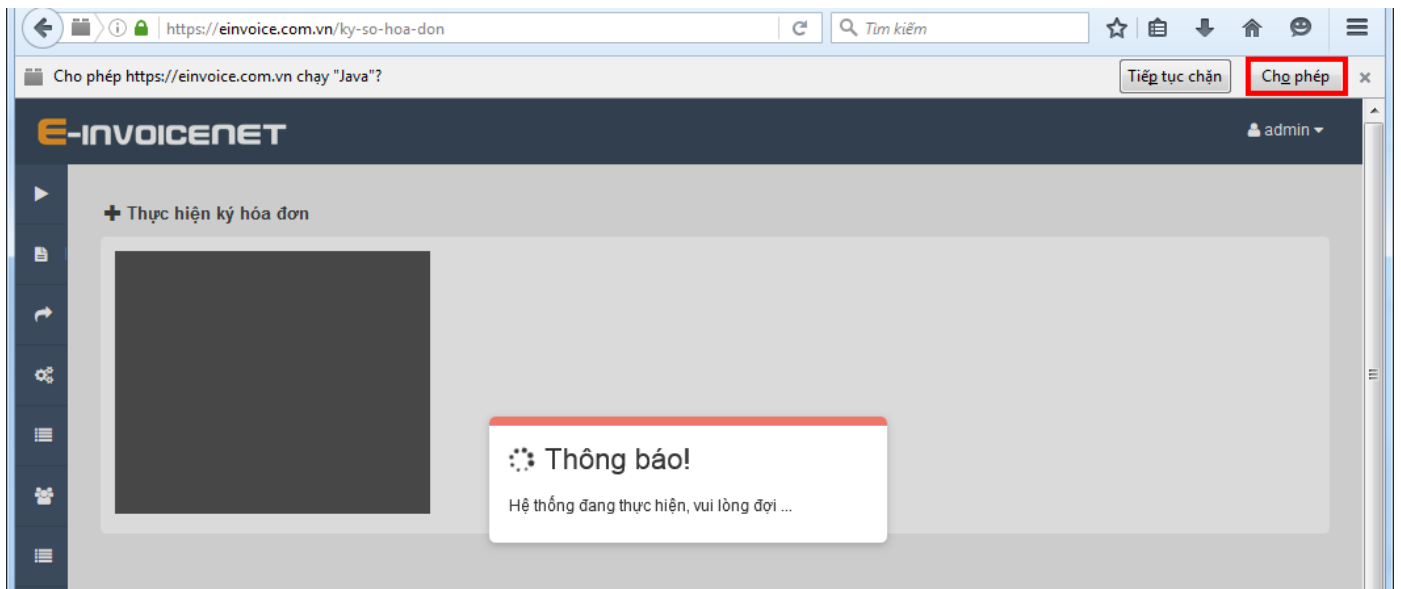 https://einvoice.com.vn/ky-so-hoa-don Tìm kiếm
Cho phép https://einvoice.com.vn chạy "Java"? Tiếp tục chặn Cho phép
E-INVOICENET admin
Thực hiện ký hóa đơn
Thông báo!
Hệ thống đang thực hiện, vui lòng đợi ...